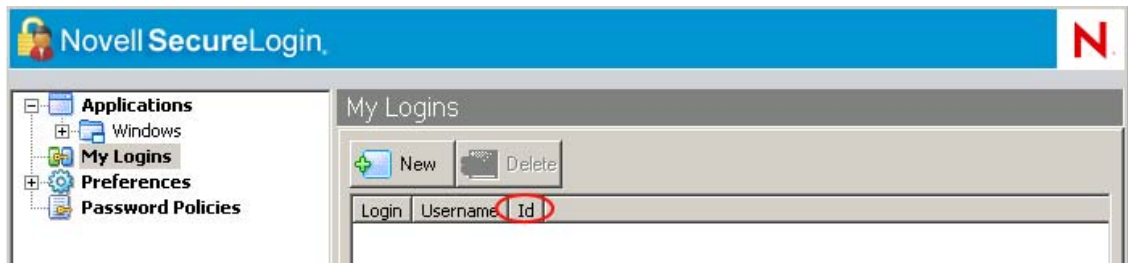 Novell SecureLogin.
N.
Applications
Windows
My Logins
Preferences
Password Policies
My Logins
New Delete
Login Username Id